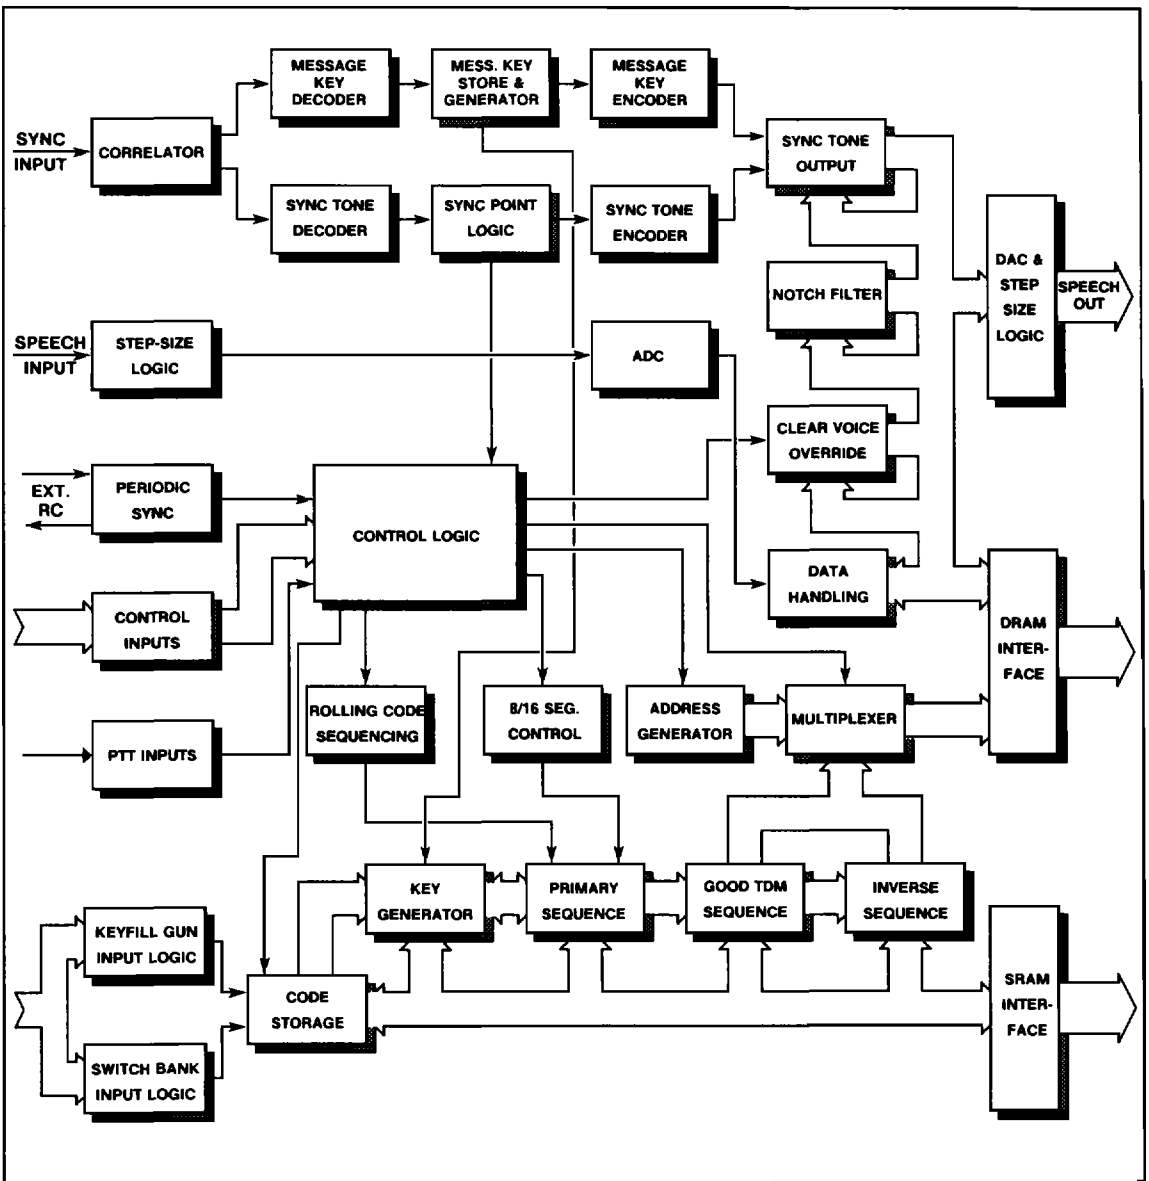 MESSAGE
KEY
DECODER
MESS. KEY
STORE &
GENERATOR
MESSAGE
KEY
ENCODER
SYNC
INPUT
CORRELATOR
SYNC TONE
OUTPUT
SYNC TONE
DECODER
SYNC POINT
LOGIC
SYNC TONE
ENCODER
DAC &
STEP
SIZE
LOGIC
SPEECH
OUT
NOTCH FILTER
SPEECH
INPUT
STEP-SIZE
LOGIC
ADC
CLEAR VOICE
OVERRIDE
EXT.
RC
PERIODIC
SYNC
CONTROL LOGIC
DATA
HANDLING
CONTROL
INPUTS
DRAM
INTER-
FACE
PTT INPUTS
ROLLING CODE
SEQUENCING
8/16 SEG.
CONTROL
ADDRESS
GENERATOR
MULTIPLEXER
KEY
GENERATOR
PRIMARY
SEQUENCE
GOOD TDM
SEQUENCE
INVERSE
SEQUENCE
KEYFILL GUN
INPUT LOGIC
CODE
STORAGE
SRAM
INTER-
FACE
SWITCH BANK
INPUT LOGIC